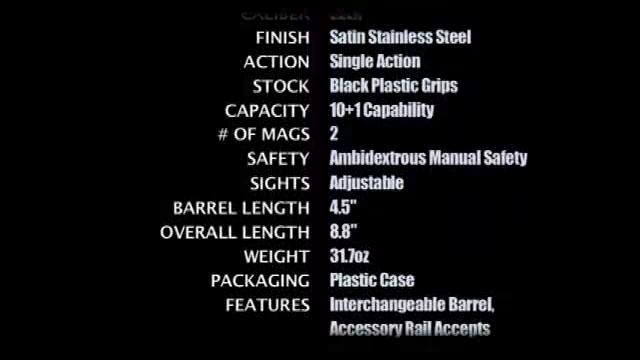 CALIBER
FINISH Satin Stainless Steel
ACTION Single Action
STOCK Black Plastic Grips
CAPACITY 10+1 Capability
# OF MAGS 2
SAFETY Ambidextrous Manual Safety
SIGHTS Adjustable
BARREL LENGTH 4.5"
OVERALL LENGTH 8.8"
WEIGHT 31.7oz
PACKAGING Plastic Case
FEATURES Interchangeable Barrel,
Accessory Rail Accepts